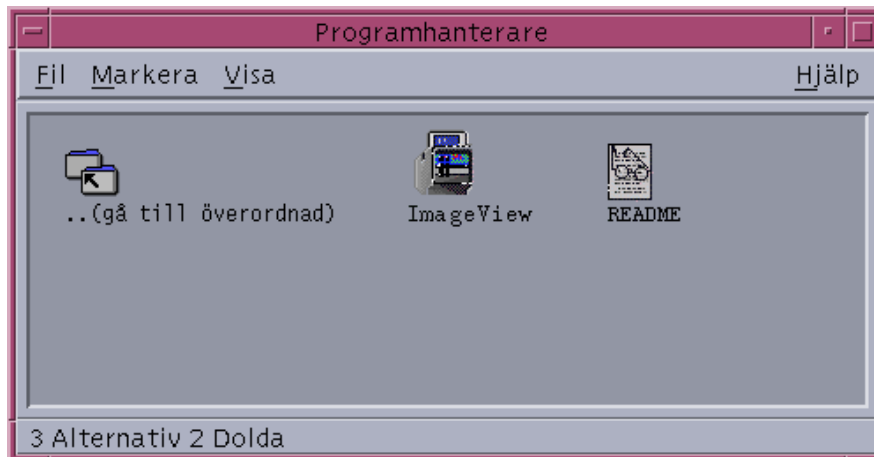 Programhanterare
Fil Markera Visa Hjälp
..(gå till överordnad) ImageView README
3 Alternativ 2 Dolda